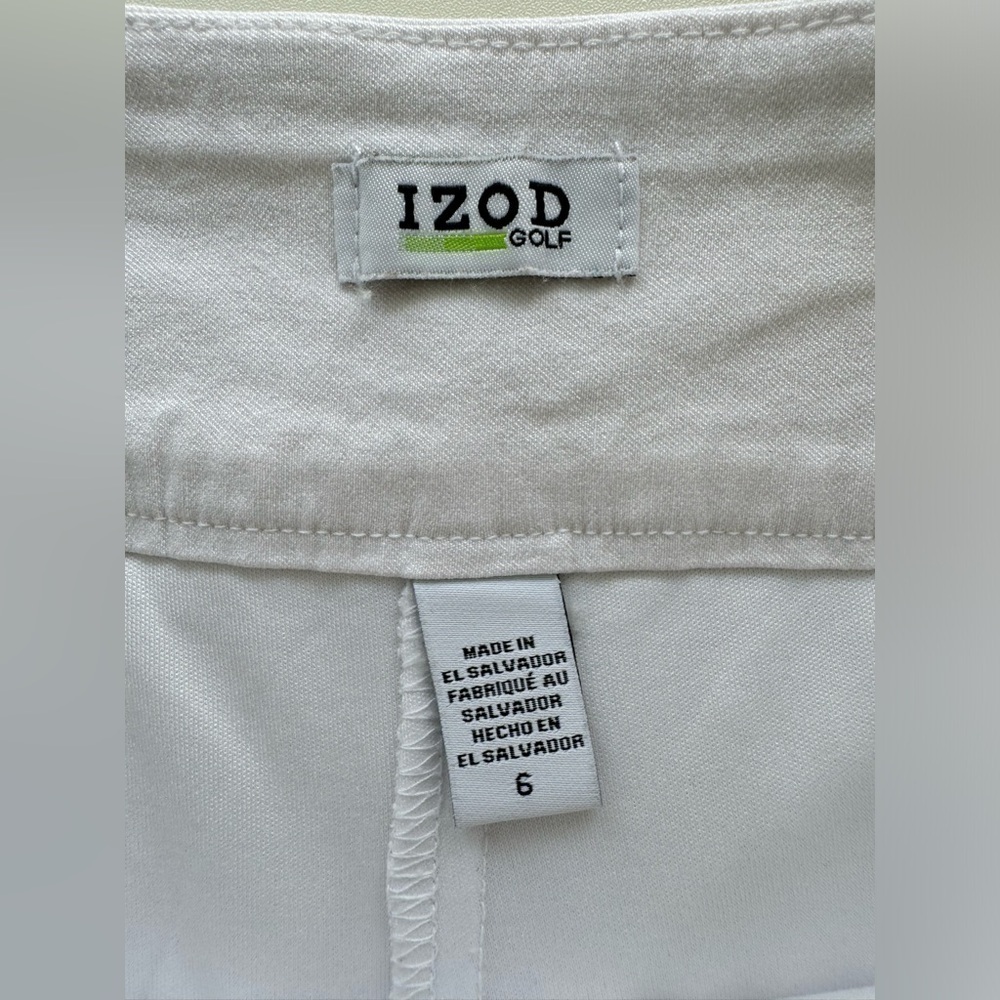 IZOD
GOLF
MADE IN
EL SALVADOR
FABRIQUÉ AU
SALVADOR
HECHO EN
EL SALVADOR
6